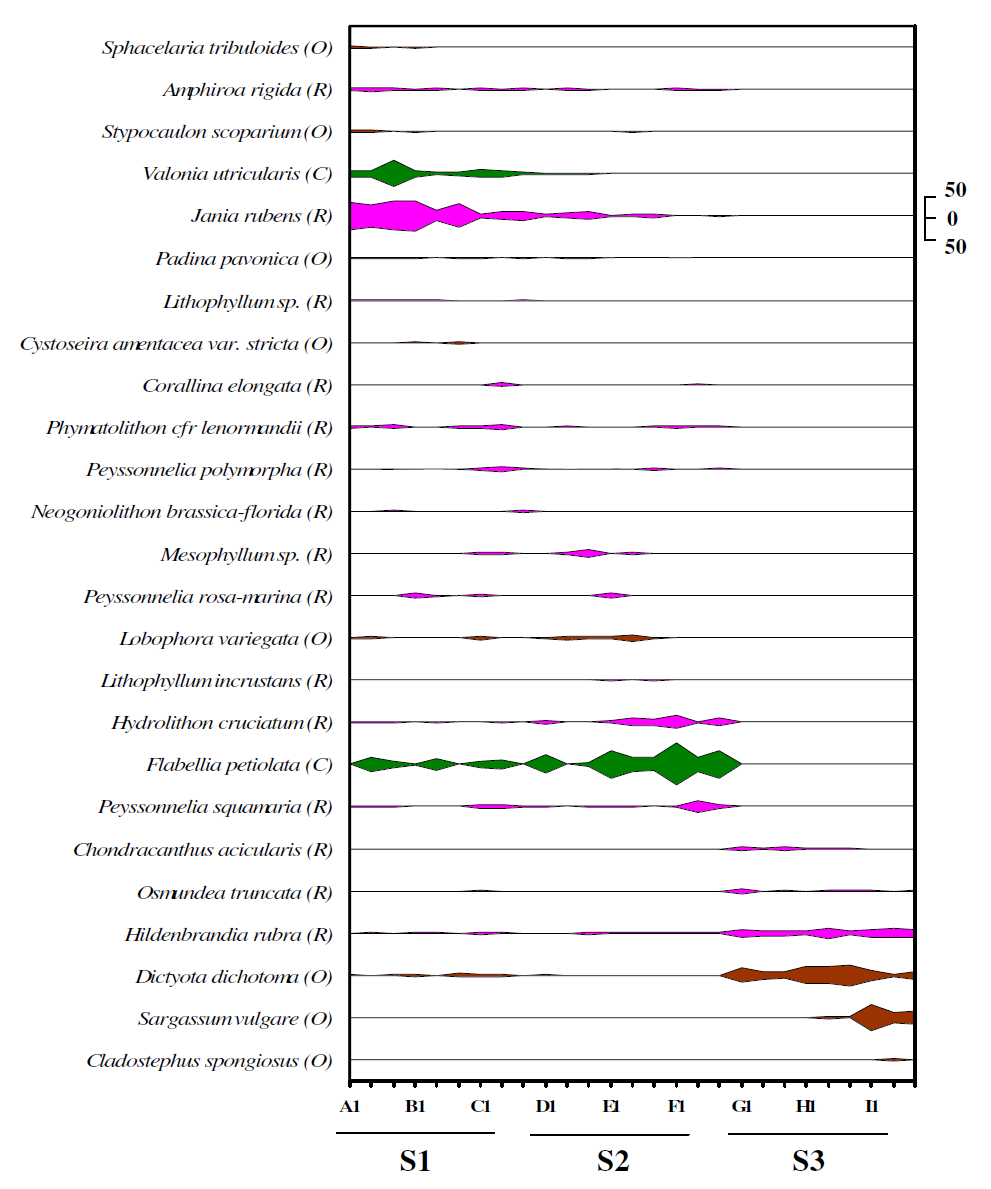 Sphacelaria tribuloides (O)
Amphiroa rigida (R)
Stypocaulon scoparium (O)
Valonia utricularis (C)
Jania rubens (R)
Padina pavonica (O)
Lithophyllum sp. (R)
Cystoseira amentacea var. stricta (O)
Corallina elongata (R)
Phymatolithon cfr lenormandii (R)
Peyssonnelia polymorpha (R)
Neogoniolithon brassica-florida (R)
Mesophyllum sp. (R)
Peyssonnelia rosa-marina (R)
Lobophora variegata (O)
Lithophyllum incrustans (R)
Hydrolithon cruciatum (R)
Flabellia petiolata (C)
Peyssonnelia squamaria (R)
Chondracanthus acicularis (R)
Osmundea truncata (R)
Hildenbrandia rubra (R)
Dictyota dichotoma (O)
Sargassum vulgare (O)
Cladostephus spongiosus (O)
50
0
50
A1 B1 C1 D1 E1 F1 G1 H1 I1
S1 S2 S3